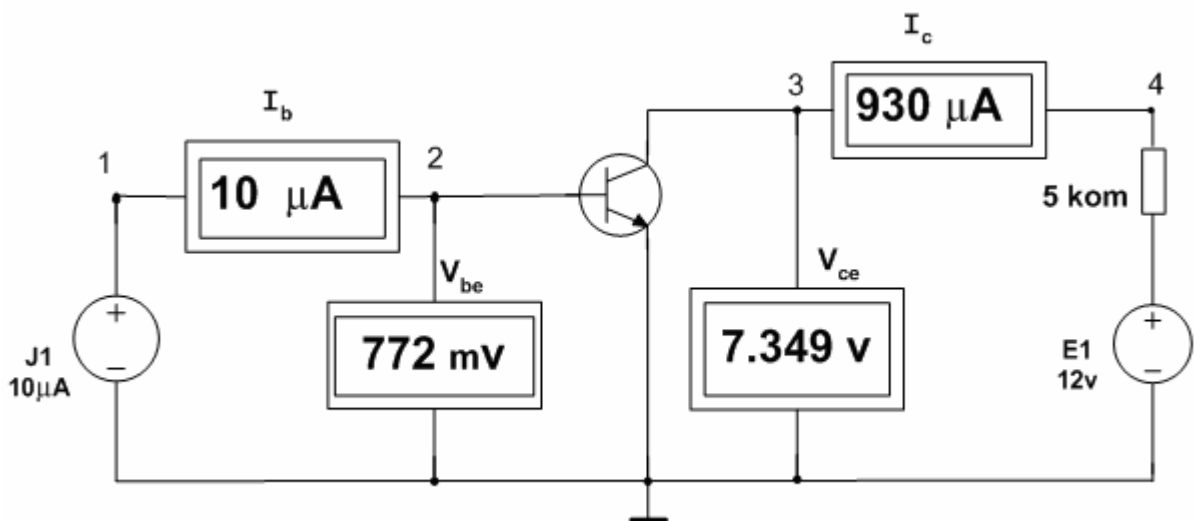 I_c
3
930 μA
4
I_b
1
10 μA
2
5 kom
V_be
V_ce
772 mv
7.349 v
+
−
J1
10μA
+
−
E1
12v